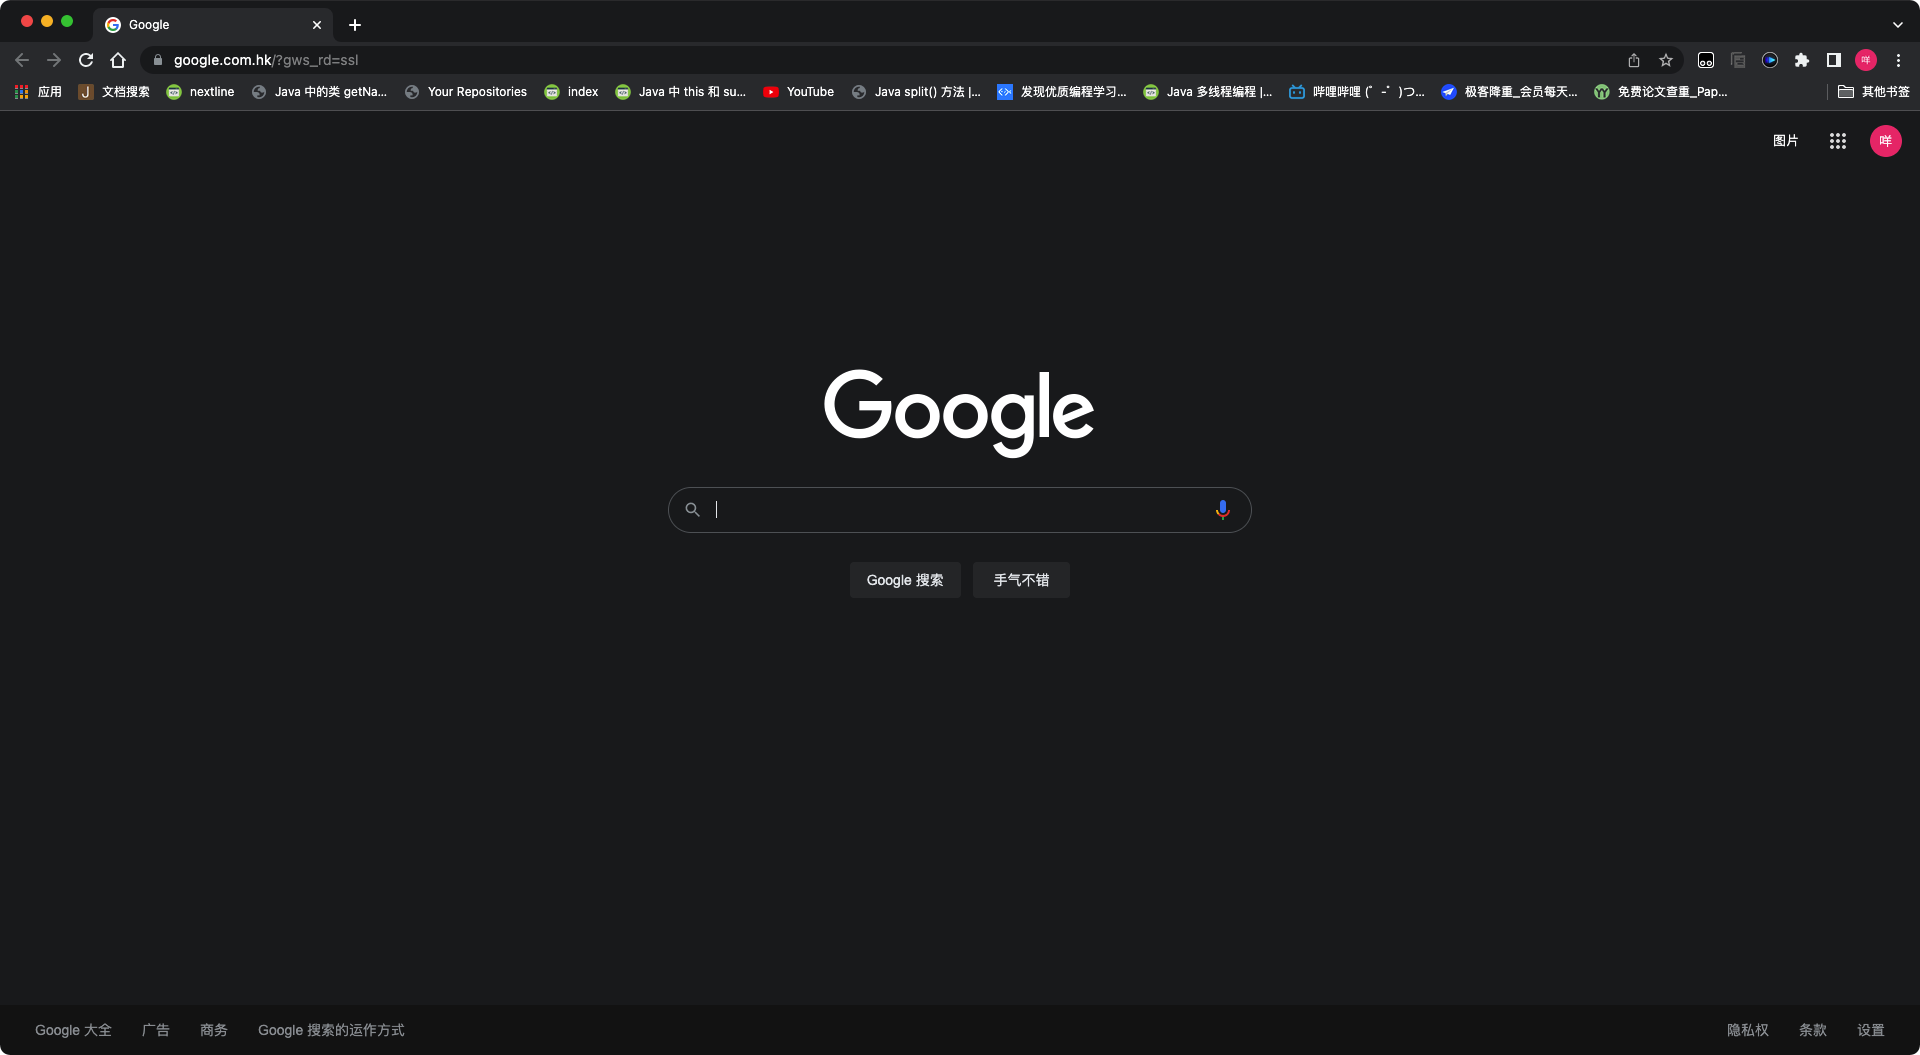 Google
google.com.hk/?gws_rd=ssl
咩
应用
J 文档搜索
nextline
Java 中的类 getNa...
Your Repositories
index
Java 中 this 和 su...
YouTube
Java split() 方法 |...
发现优质编程学习...
Java 多线程编程 |...
哔哩哔哩 (゜-゜)つ...
极客降重_会员每天...
免费论文查重_Pap...
其他书签
图片
咩
Google
Google 搜索 手气不错
Google 大全 广告 商务 Google 搜索的运作方式 隐私权 条款 设置